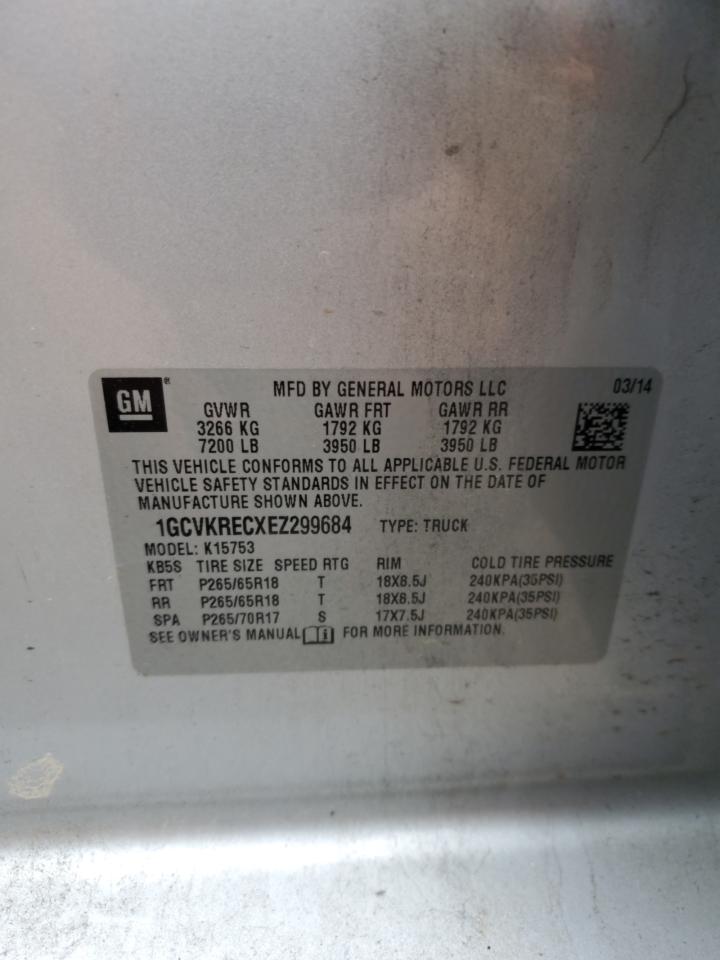 GM ® MFD BY GENERAL MOTORS LLC 03/14
GVWR GAWR FRT GAWR RR
3266 KG 1792 KG 1792 KG
7200 LB 3950 LB 3950 LB
THIS VEHICLE CONFORMS TO ALL APPLICABLE U.S. FEDERAL MOTOR
VEHICLE SAFETY STANDARDS IN EFFECT ON THE DATE OF
MANUFACTURE SHOWN ABOVE.
1GCVKRECXEZ299684 TYPE: TRUCK
MODEL: K15753
KB5S TIRE SIZE SPEED RTG RIM COLD TIRE PRESSURE
FRT P265/65R18 T 18X8.5J 240KPA(35PSI)
RR P265/65R18 T 18X8.5J 240KPA(35PSI)
SPA P265/70R17 S 17X7.5J 240KPA(35PSI)
SEE OWNER'S MANUAL FOR MORE INFORMATION.